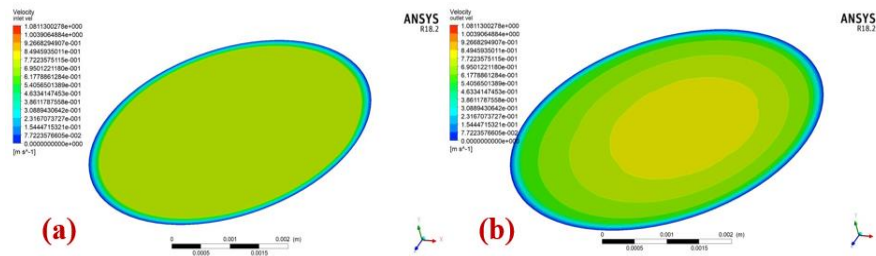 Velocity
inlet vel
1.0811300278e+000
1.0039064884e+000
9.2668294907e-001
8.4945935011e-001
7.7223575115e-001
6.9501221180e-001
6.1778861284e-001
5.4056501389e-001
4.6334147453e-001
3.8611787558e-001
3.0889430642e-001
2.3167073727e-001
1.5444715321e-001
7.7223576605e-002
0.0000000000e+000
[m s^-1]
ANSYS
R18.2
(a)
0 0.001 0.002 (m)
0.0005 0.0015
Velocity
outlet vel
1.0811300278e+000
1.0039064884e+000
9.2668294907e-001
8.4945935011e-001
7.7223575115e-001
6.9501221180e-001
6.1778861284e-001
5.4056501389e-001
4.6334147453e-001
3.8611787558e-001
3.0889430642e-001
2.3167073727e-001
1.5444715321e-001
7.7223576605e-002
0.0000000000e+000
[m s^-1]
ANSYS
R18.2
(b)
0 0.001 0.002 (m)
0.0005 0.0015